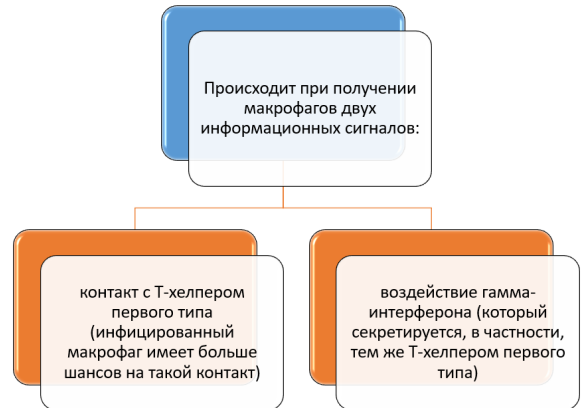 Происходит при получении
макрофагов двух
информационных сигналов:
контакт с Т-хелпером
первого типа
(инфицированный
макрофаг имеет больше
шансов на такой контакт)
воздействие гамма-
интерферона (который
секретируется, в частности,
тем же Т-хелпером первого
типа)